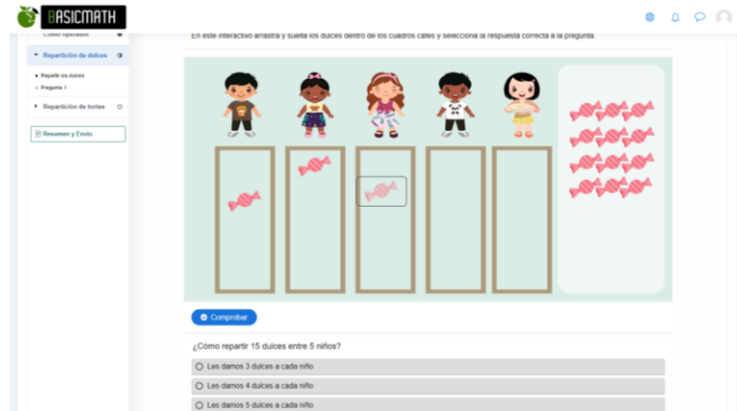 BASICMATH
Como operador
En este interactivo arrastra y suelta los dulces dentro de los cuadros cafes y selecciona la respuesta correcta a la pregunta.
Repartición de dulces
Reparte los dulces
Pregunta 1
Repartición de tortas
Resumen y Envío
Comprobar
¿Cómo repartir 15 dulces entre 5 niños?
Les damos 3 dulces a cada niño
Les damos 4 dulces a cada niño
Les damos 5 dulces a cada niño